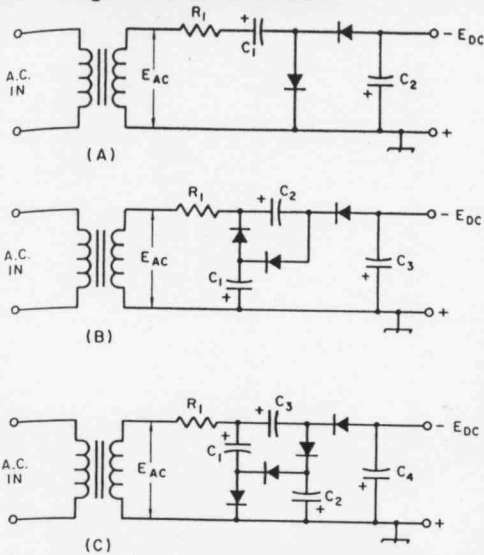 R1
+
C1
- EDC
A.C.
IN
EAC
+
C2
+
(A)
R1
+
C2
- EDC
A.C.
IN
EAC
C1
+
+
C3
+
(B)
R1
+
C3
- EDC
A.C.
IN
EAC
+
C1
C2
+
+
C4
+
(C)